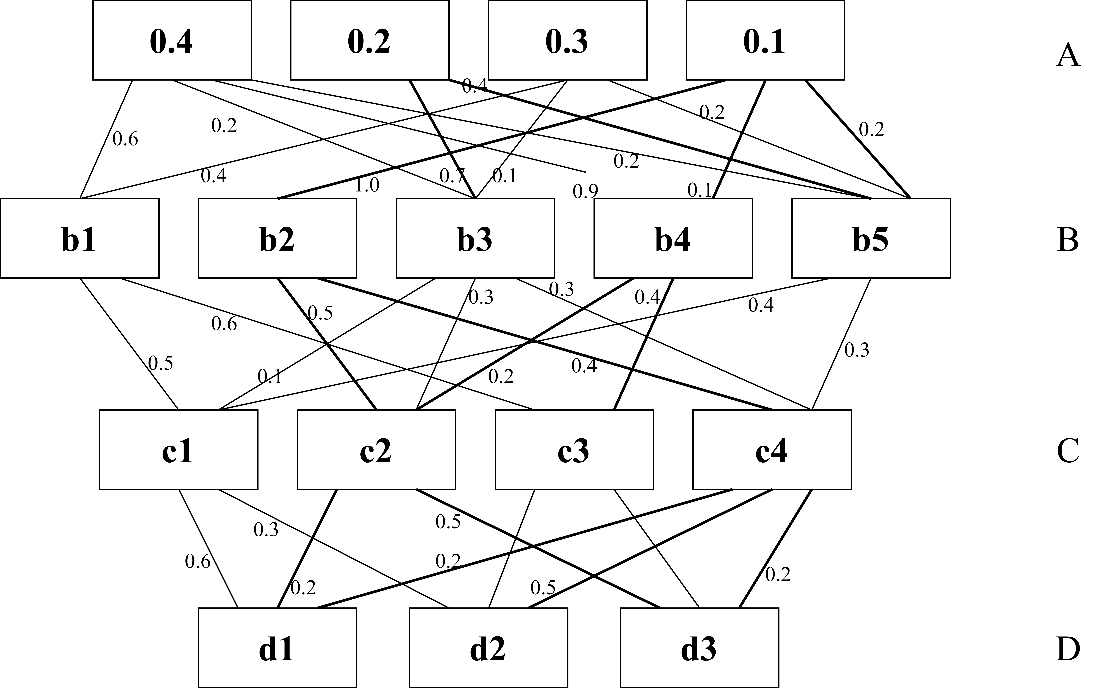 0.4 0.2 0.3 0.1 A
0.4
0.2
0.6 0.2 0.2
0.2
0.4 1.0 0.7 0.1 0.9 0.1
b1 b2 b3 b4 b5 B
0.3 0.3 0.4 0.4
0.6 0.5
0.5 0.1 0.2 0.4 0.3
c1 c2 c3 c4 C
0.3 0.5
0.6 0.2 0.2 0.5 0.2
d1 d2 d3 D